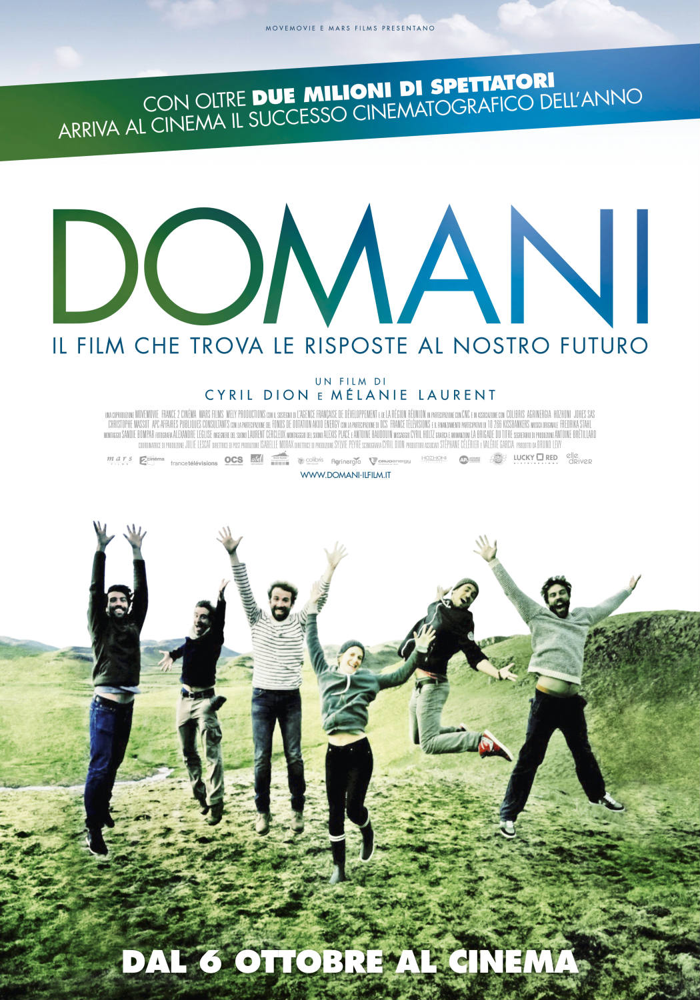 MOVEMOVIE E MARS FILMS PRESENTANO
CON OLTRE DUE MILIONI DI SPETTATORI
ARRIVA AL CINEMA IL SUCCESSO CINEMATOGRAFICO DELL'ANNO
DOMANI
IL FILM CHE TROVA LE RISPOSTE AL NOSTRO FUTURO
UN FILM DI
CYRIL DION E MÉLANIE LAURENT
UNA COPRODUZIONE MOVEMOVIE FRANCE 2 CINÉMA MARS FILMS MELY PRODUCTIONS CON IL SOSTEGNO DI L'AGENCE FRANÇAISE DE DÉVELOPPEMENT E DE LA RÉGION RÉUNION IN PARTECIPAZIONE CON CNC E IN ASSOCIAZIONE CON COLIBRIS AGRINERGIA HOZHONI JOKES SAS
CHRISTOPHE MASSOT APC-AFFAIRES PUBLIQUES CONSULTANTS CON LA PARTECIPAZIONE DEL FONDS DE DOTATION AKUO ENERGY CON LA PARTECIPAZIONE DI OCS FRANCE TÉLÉVISIONS E IL FINANZIAMENTO PARTECIPATIVO DI 10 266 KISSBANKERS MUSICA ORIGINALE FREDRIKA STAHL
MONTAGGIO SANDIE BOMPAR FOTOGRAFIA ALEXANDRE LEGLISE INGEGNERE DEL SUONO LAURENT CERCLEUX MONTAGGIO DEL SUONO ALEXIS PLACE E ANTOINE BAUDOUIN MISSAGGIO CYRIL HOLTZ GRAFICA E ANIMAZIONI LA BRIGADE DU TITRE SEGRETARIO DI PRODUZIONE ANTOINE BRÉTILLARD
COORDINATRICE DI PRODUZIONE JULIE LESCAT DIRETTRICE DI POST PRODUZIONE ISABELLE MORAX DIRETTRICE DI PRODUZIONE SYLVIE PEYRE SCENEGGIATURA CYRIL DION PRODUTTORI ASSOCIATI STÉPHANE CÉLÉRIER E VALÉRIE GARCIA PRODOTTO DA BRUNO LEVY
mars FILMS 2 cinéma francetélévisions OCS colibris Agrinergia akuoenergy HOZHONI LUCKY RED DISTRIBUZIONE elle driver
WWW.DOMANI-ILFILM.IT
DAL 6 OTTOBRE AL CINEMA